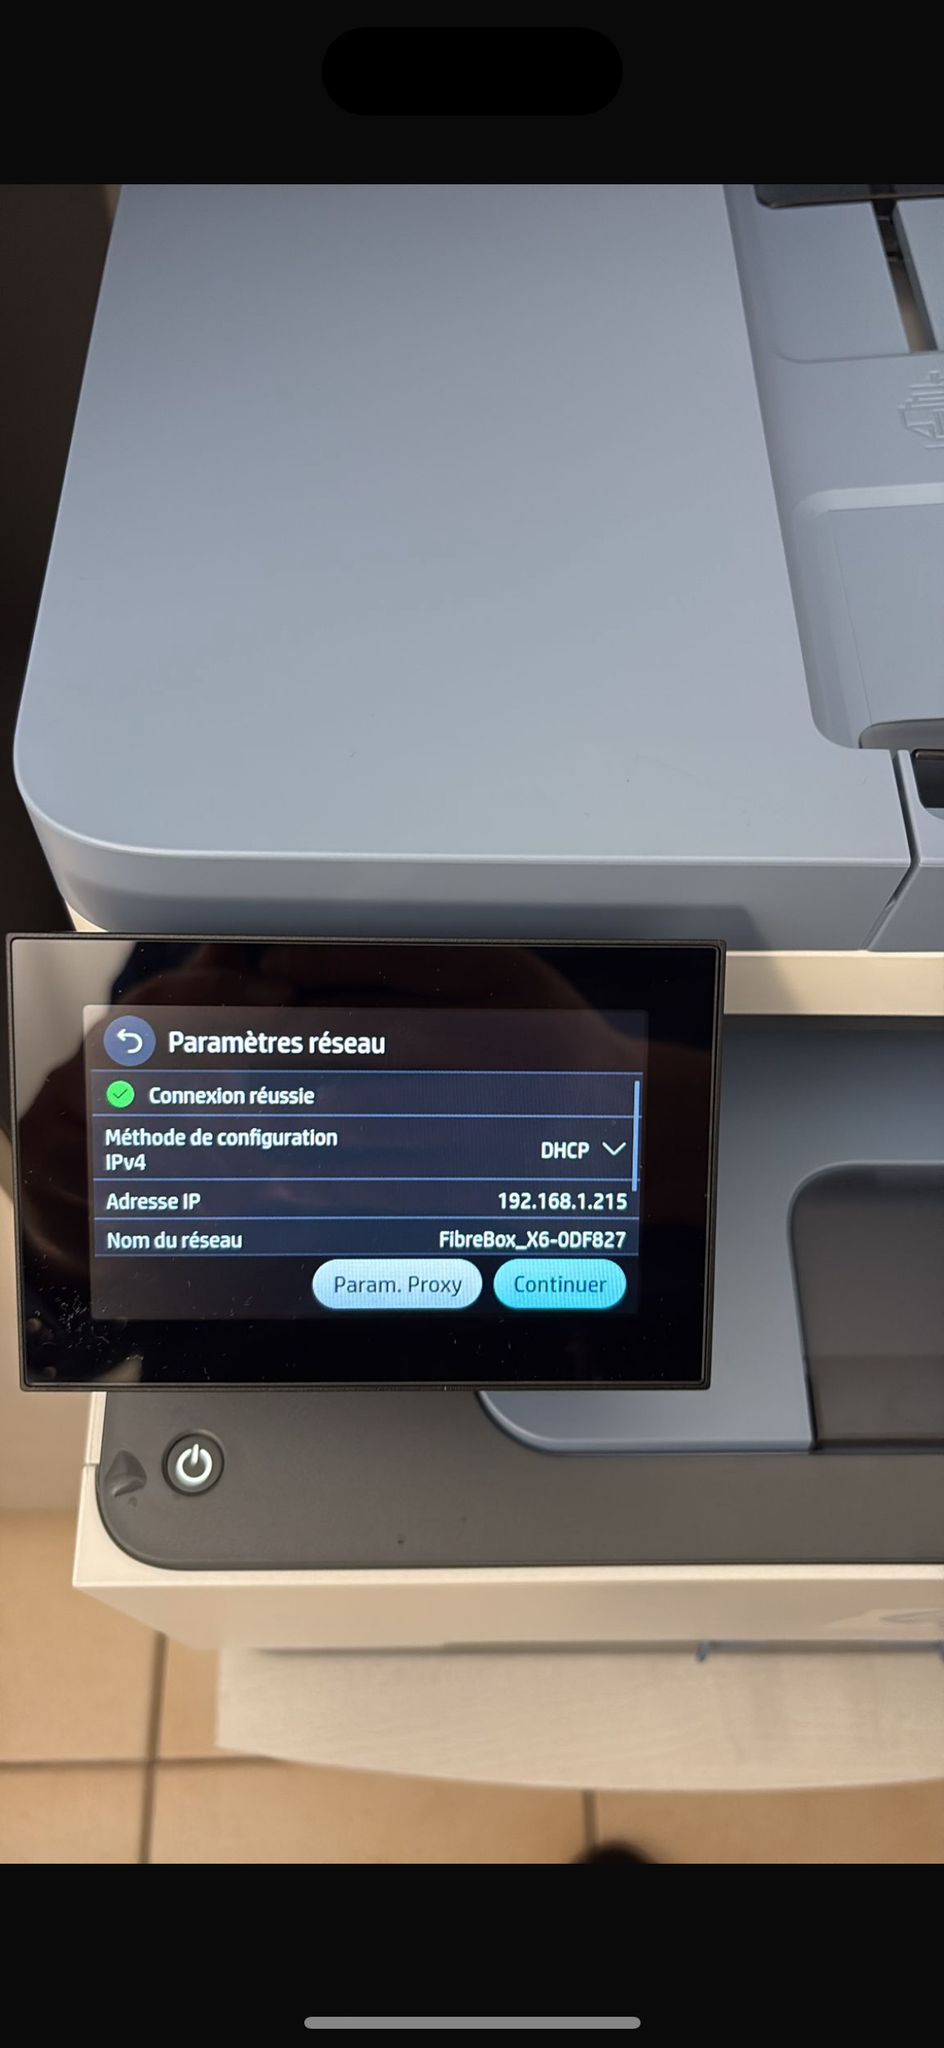 Paramètres réseau
Connexion réussie
Méthode de configuration
IPv4
DHCP
Adresse IP
192.168.1.215
Nom du réseau
FibreBox_X6-0DF827
Param. Proxy
Continuer